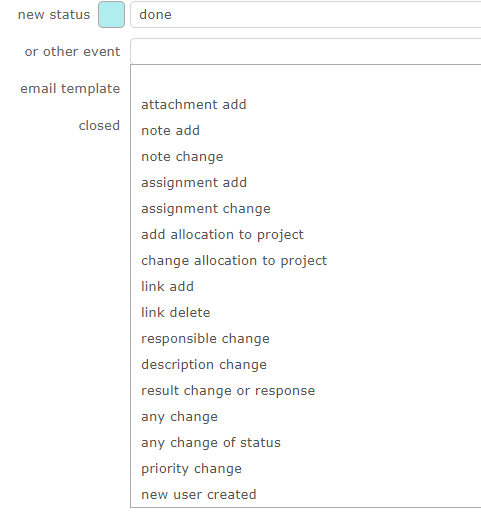 new status done
or other event
email template
closed
attachment add
note add
note change
assignment add
assignment change
add allocation to project
change allocation to project
link add
link delete
responsible change
description change
result change or response
any change
any change of status
priority change
new user created